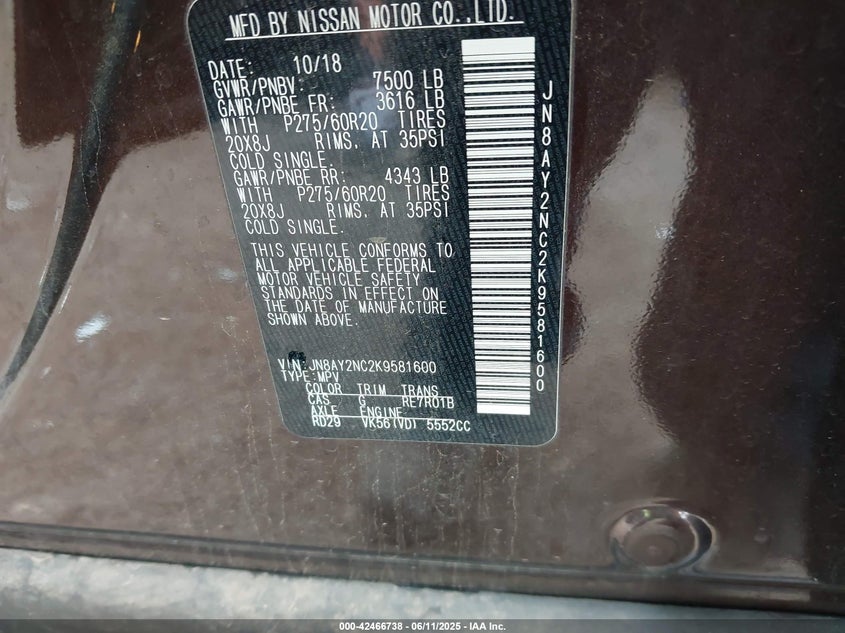 MFD BY NISSAN MOTOR CO.,LTD.
DATE: 10/18
GVWR/PNBV: 7500 LB
GAWR/PNBE FR: 3616 LB
WITH P275/60R20 TIRES
20X8J RIMS, AT 35PSI
COLD SINGLE.
GAWR/PNBE RR: 4343 LB
WITH P275/60R20 TIRES
20X8J RIMS, AT 35PSI
COLD SINGLE.
THIS VEHICLE CONFORMS TO
ALL APPLICABLE FEDERAL
MOTOR VEHICLE SAFETY
STANDARDS IN EFFECT ON
THE DATE OF MANUFACTURE
SHOWN ABOVE.
VIN:JN8AY2NC2K9581600
TYPE:MPV
COLOR TRIM TRANS
CAS G RE7R01B
AXLE ENGINE
RD29 VK56(VD) 5552CC
JN8AY2NC2K9581600
000-42466738 - 06/11/2025 - IAA Inc.